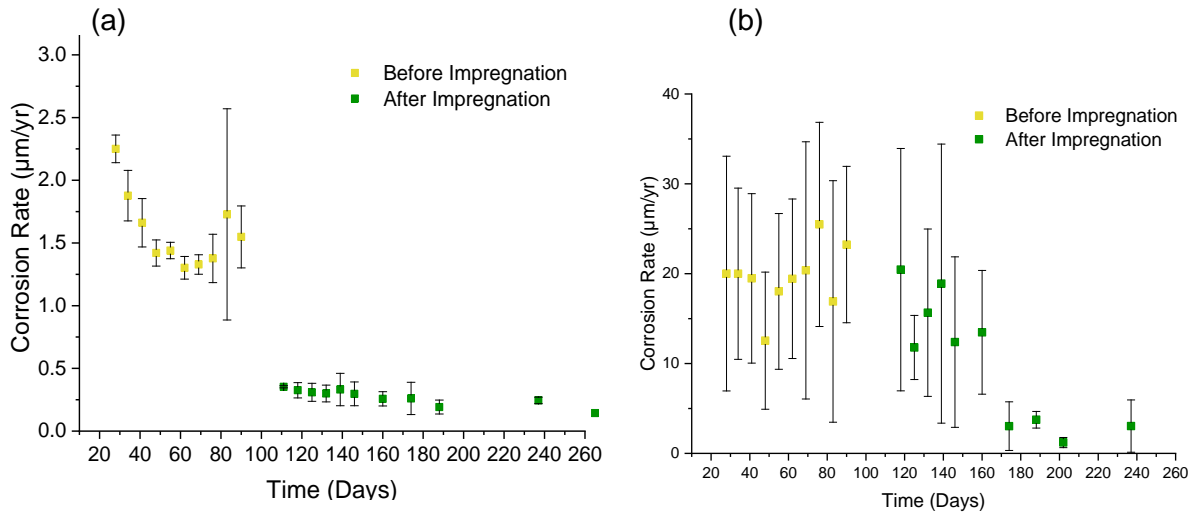 (a)
3.0
2.5
2.0
1.5
1.0
0.5
0.0
Corrosion Rate (µm/yr)
Before Impregnation
After Impregnation
20 40 60 80 100 120 140 160 180 200 220 240 260
Time (Days)
(b)
40
30
20
10
0
Corrosion Rate (µm/yr)
Before Impregnation
After Impregnation
20 40 60 80 100 120 140 160 180 200 220 240 260
Time (Days)